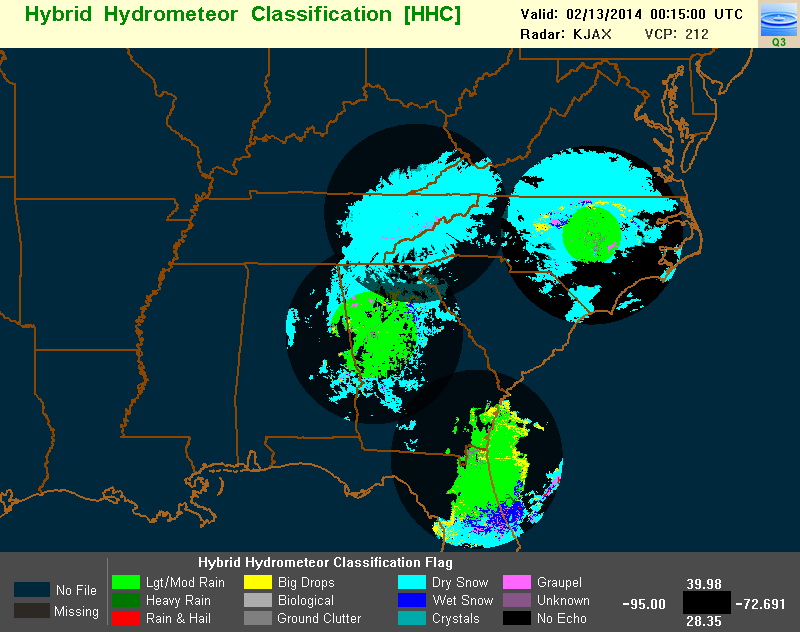 Hybrid Hydrometeor Classification [HHC]
Valid: 02/13/2014 00:15:00 UTC
Radar: KJAX VCP: 212
Q3
Hybrid Hydrometeor Classification Flag
No File
Missing
Lgt/Mod Rain
Heavy Rain
Rain & Hail
Big Drops
Biological
Ground Clutter
Dry Snow
Wet Snow
Crystals
Graupel
Unknown
No Echo
39.98
-95.00 -72.691
28.35